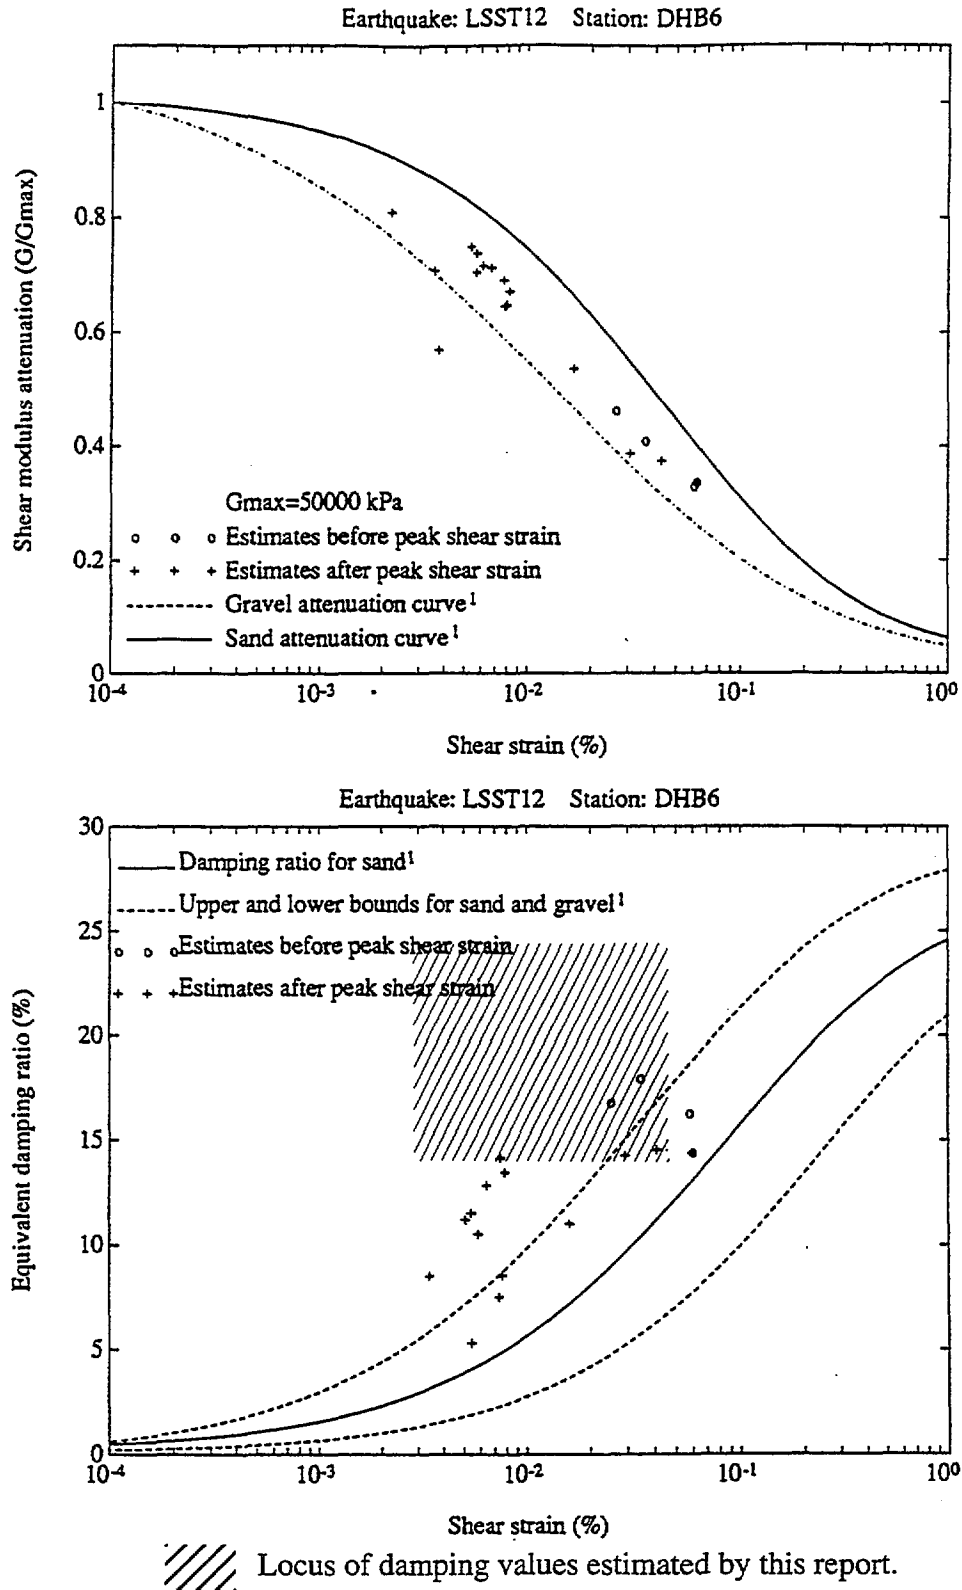 Earthquake: LSST12 Station: DHB6
Shear modulus attenuation (G/Gmax)
1
0.8
0.6
0.4
0.2
0
Gmax=50000 kPa
Estimates before peak shear strain
Estimates after peak shear strain
Gravel attenuation curve¹
Sand attenuation curve¹
10⁻⁴ 10⁻³ 10⁻² 10⁻¹ 10⁰
Shear strain (%)
Earthquake: LSST12 Station: DHB6
Equivalent damping ratio (%)
30
25
20
15
10
5
0
Damping ratio for sand¹
Upper and lower bounds for sand and gravel¹
Estimates before peak shear strain
Estimates after peak shear strain
10⁻⁴ 10⁻³ 10⁻² 10⁻¹ 10⁰
Shear strain (%)
Locus of damping values estimated by this report.